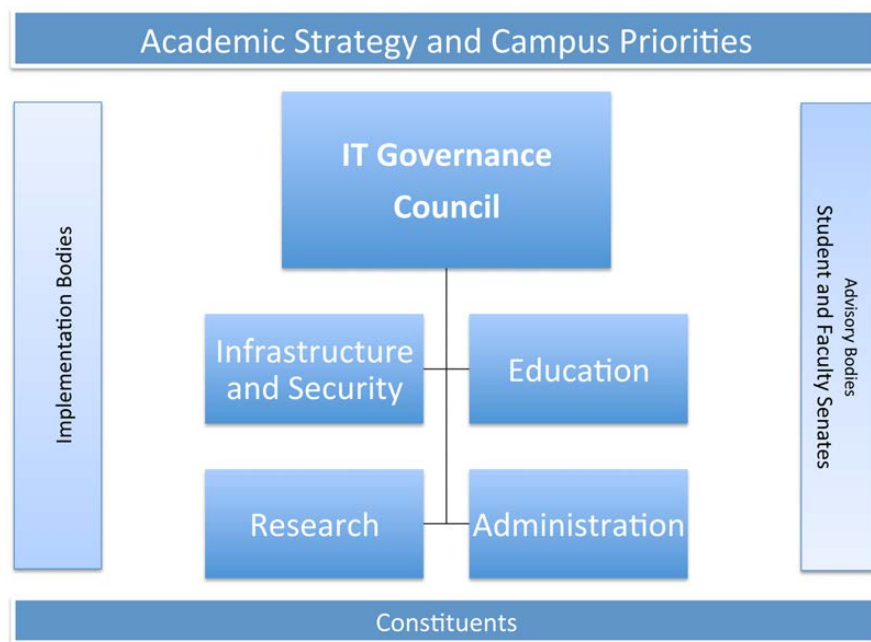 Academic Strategy and Campus Priorities
Implementation Bodies
IT Governance
Council
Advisory Bodies
Student and Faculty Senates
Infrastructure
and Security
Education
Research
Administration
Constituents